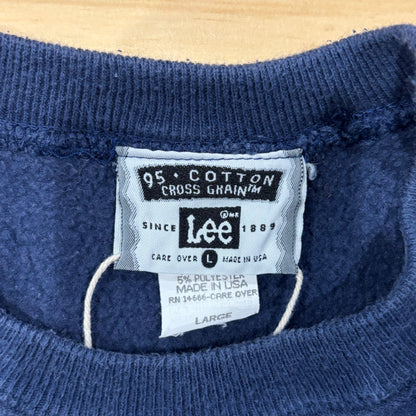 95 · COTTON
CROSS GRAIN™
SINCE Lee ® MR 1889
CARE OVER L MADE IN USA
5% POLYESTER
MADE IN USA
RN 14666-CARE OVER
LARGE